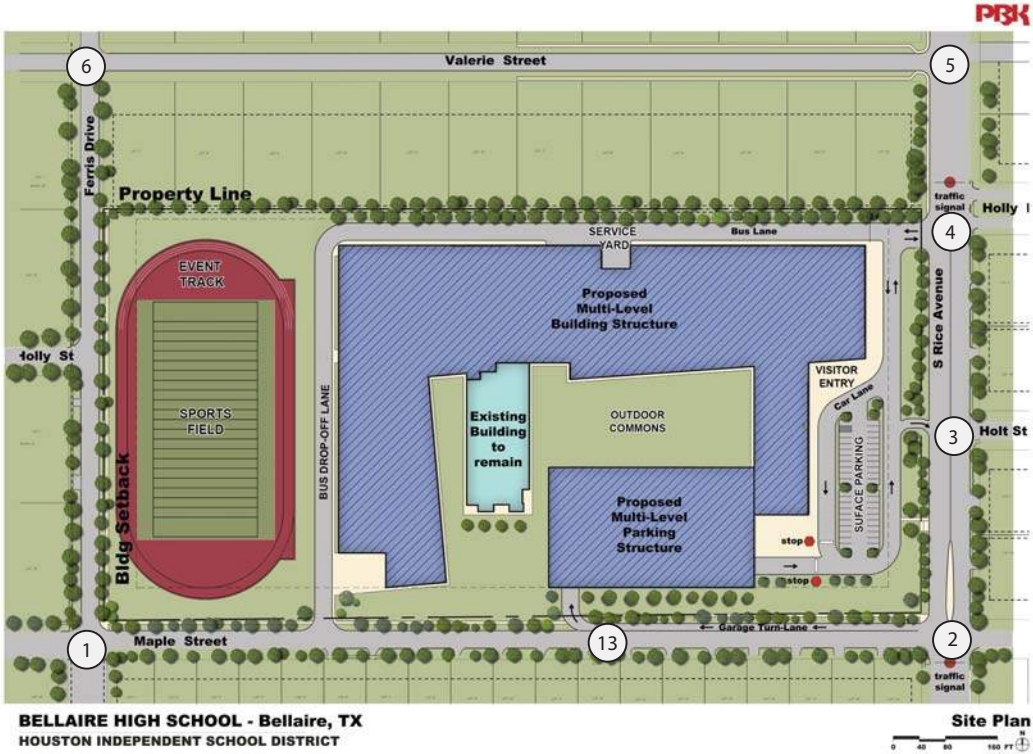 PBK
6
Valerie Street
5
Ferris Drive
Property Line
traffic
signal
Holly
4
SERVICE
YARD
Bus Lane
EVENT
TRACK
Proposed
Multi-Level
Building Structure
S Rice Avenue
Holly St
VISITOR
ENTRY
Car Lane
SPORTS
FIELD
BUS DROP-OFF LANE
Existing
Building
to
remain
OUTDOOR
COMMONS
3
Holt St
SUFACE PARKING
Bldg Setback
Proposed
Multi-Level
Parking
Structure
stop
stop
Maple Street
Garage Turn-Lane
1
13
2
traffic
signal
BELLAIRE HIGH SCHOOL - Bellaire, TX
HOUSTON INDEPENDENT SCHOOL DISTRICT
Site Plan
0 40 80 160 FT
N